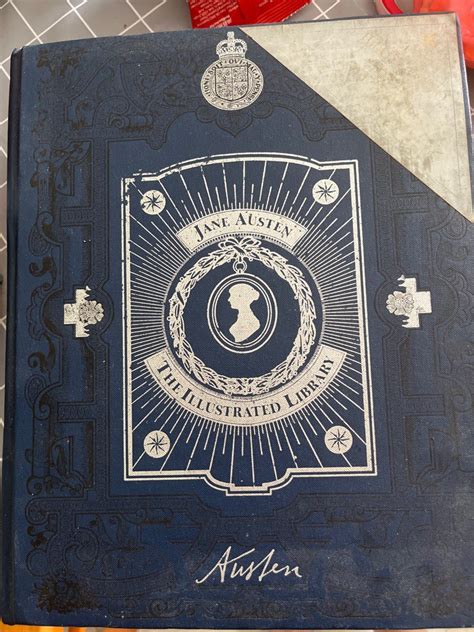 JANE AUSTEN
THE ILLUSTRATED LIBRARY
Austen